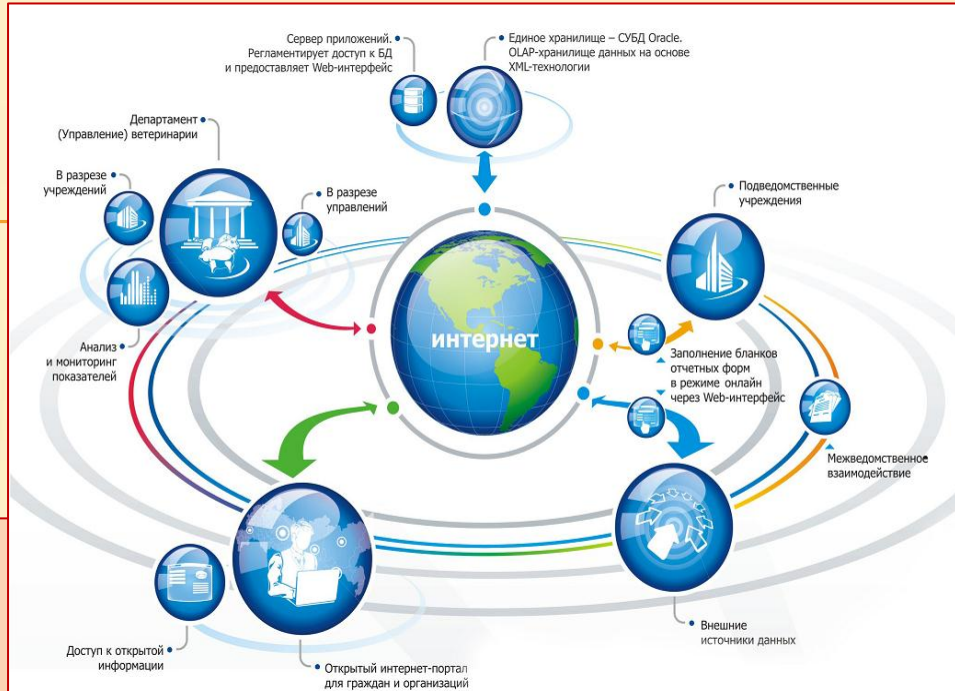 Сервер приложений.
Регламентирует доступ к БД
и предоставляет Web-интерфейс
Единое хранилище – СУБД Oracle.
OLAP-хранилище данных на основе
XML-технологии
Департамент
(Управление) ветеринарии
В разрезе
учреждений
В разрезе
управлений
Подведомственные
учреждения
интернет
Анализ
и мониторинг
показателей
Заполнение бланков
отчетных форм
в режиме онлайн
через Web-интерфейс
Межведомственное
взаимодействие
Внешние
источники данных
Доступ к открытой
информации
Открытый интернет-портал
для граждан и организаций